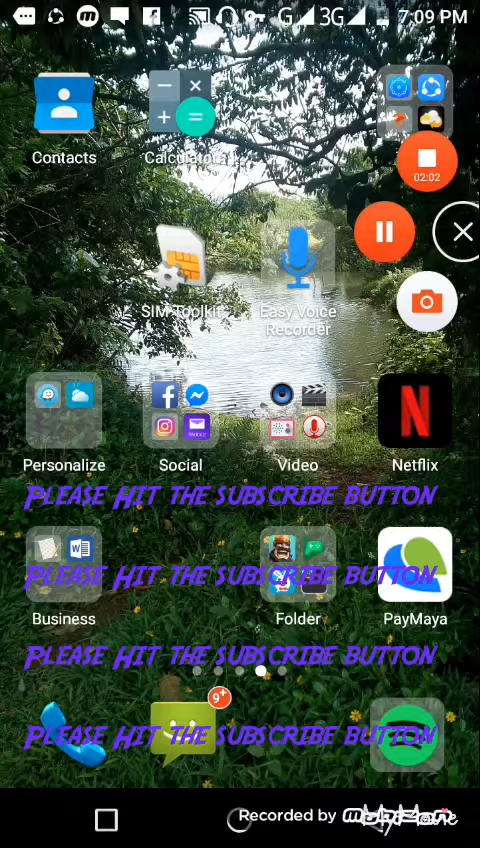 G 3G 7:09 PM
Contacts
Calculator
02:02
SIM Toolkit
Easy Voice
Recorder
Personalize
Social
Video
Netflix
Please Hit the subscribe button
Please Hit the subscribe button
Business
Folder
PayMaya
Please Hit the subscribe button
9+
Please Hit the subscribe button
Recorded by